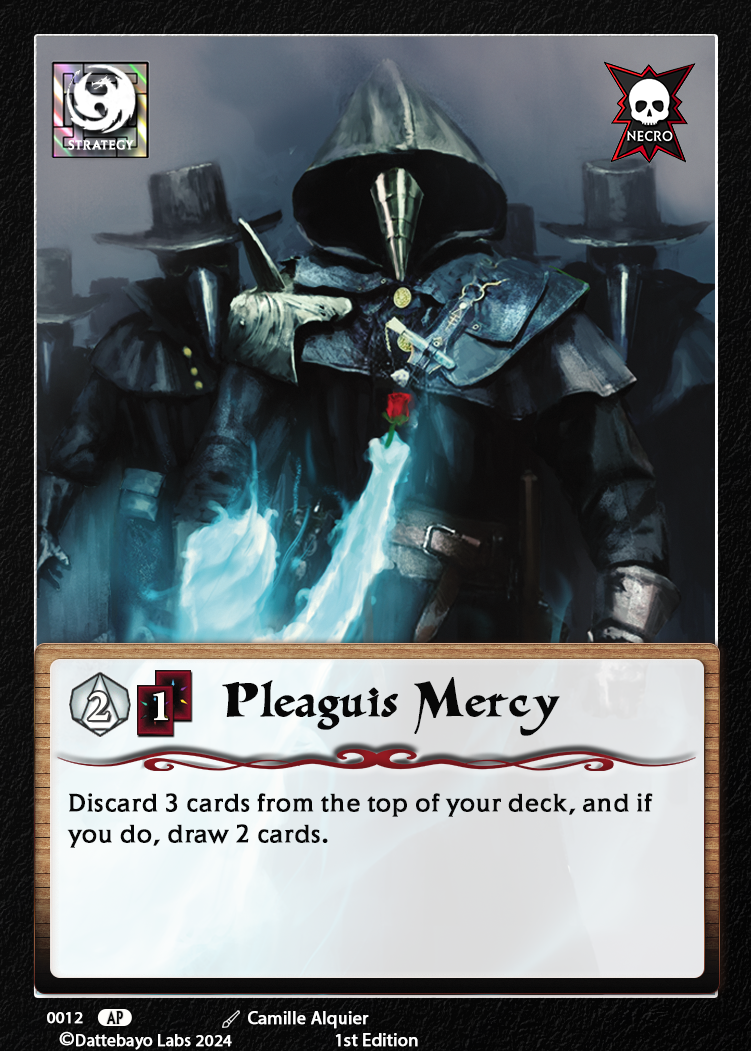 STRATEGY
NECRO
2 1 Pleaguis Mercy
Discard 3 cards from the top of your deck, and if
you do, draw 2 cards.
0012 AP Camille Alquier
©Dattebayo Labs 2024 1st Edition